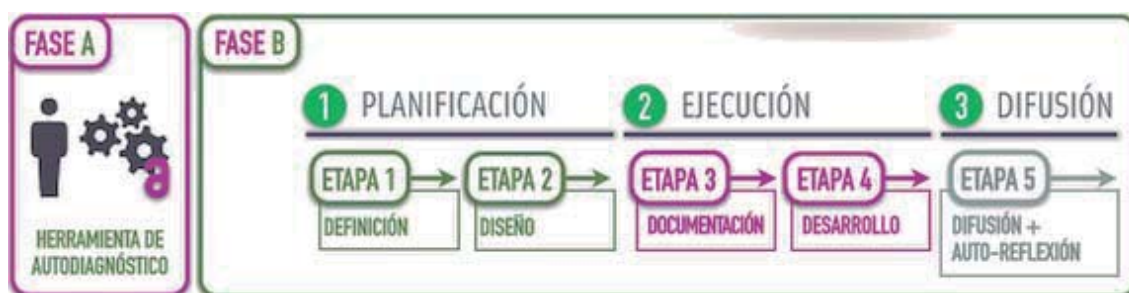 FASE A
HERRAMIENTA DE
AUTODIAGNÓSTICO
FASE B
1 PLANIFICACIÓN
ETAPA 1
DEFINICIÓN
ETAPA 2
DISEÑO
2 EJECUCIÓN
ETAPA 3
DOCUMENTACIÓN
ETAPA 4
DESARROLLO
3 DIFUSIÓN
ETAPA 5
DIFUSIÓN +
AUTO-REFLEXIÓN